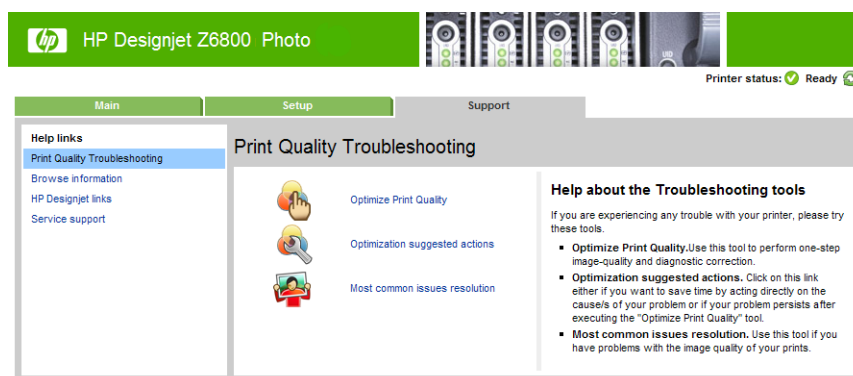 hp HP Designjet Z6800 Photo
UID
Printer status: Ready
Main Setup Support
Help links
Print Quality Troubleshooting
Browse information
HP Designjet links
Service support
Print Quality Troubleshooting
Optimize Print Quality
Optimization suggested actions
Most common issues resolution
Help about the Troubleshooting tools
If you are experiencing any trouble with your printer, please try
these tools.
▪ Optimize Print Quality.Use this tool to perform one-step
image-quality and diagnostic correction.
▪ Optimization suggested actions. Click on this link
either if you want to save time by acting directly on the
cause/s of your problem or if your problem persists after
executing the "Optimize Print Quality" tool.
▪ Most common issues resolution. Use this tool if you
have problems with the image quality of your prints.